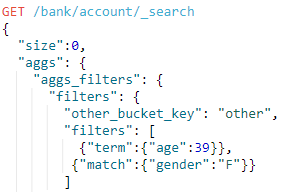 GET /bank/account/_search
{
  "size":0,
  "aggs": {
    "aggs_filters": {
      "filters": {
        "other_bucket_key": "other",
        "filters": [
          {"term":{"age":39}},
         {"match":{"gender":"F"}}
        ]